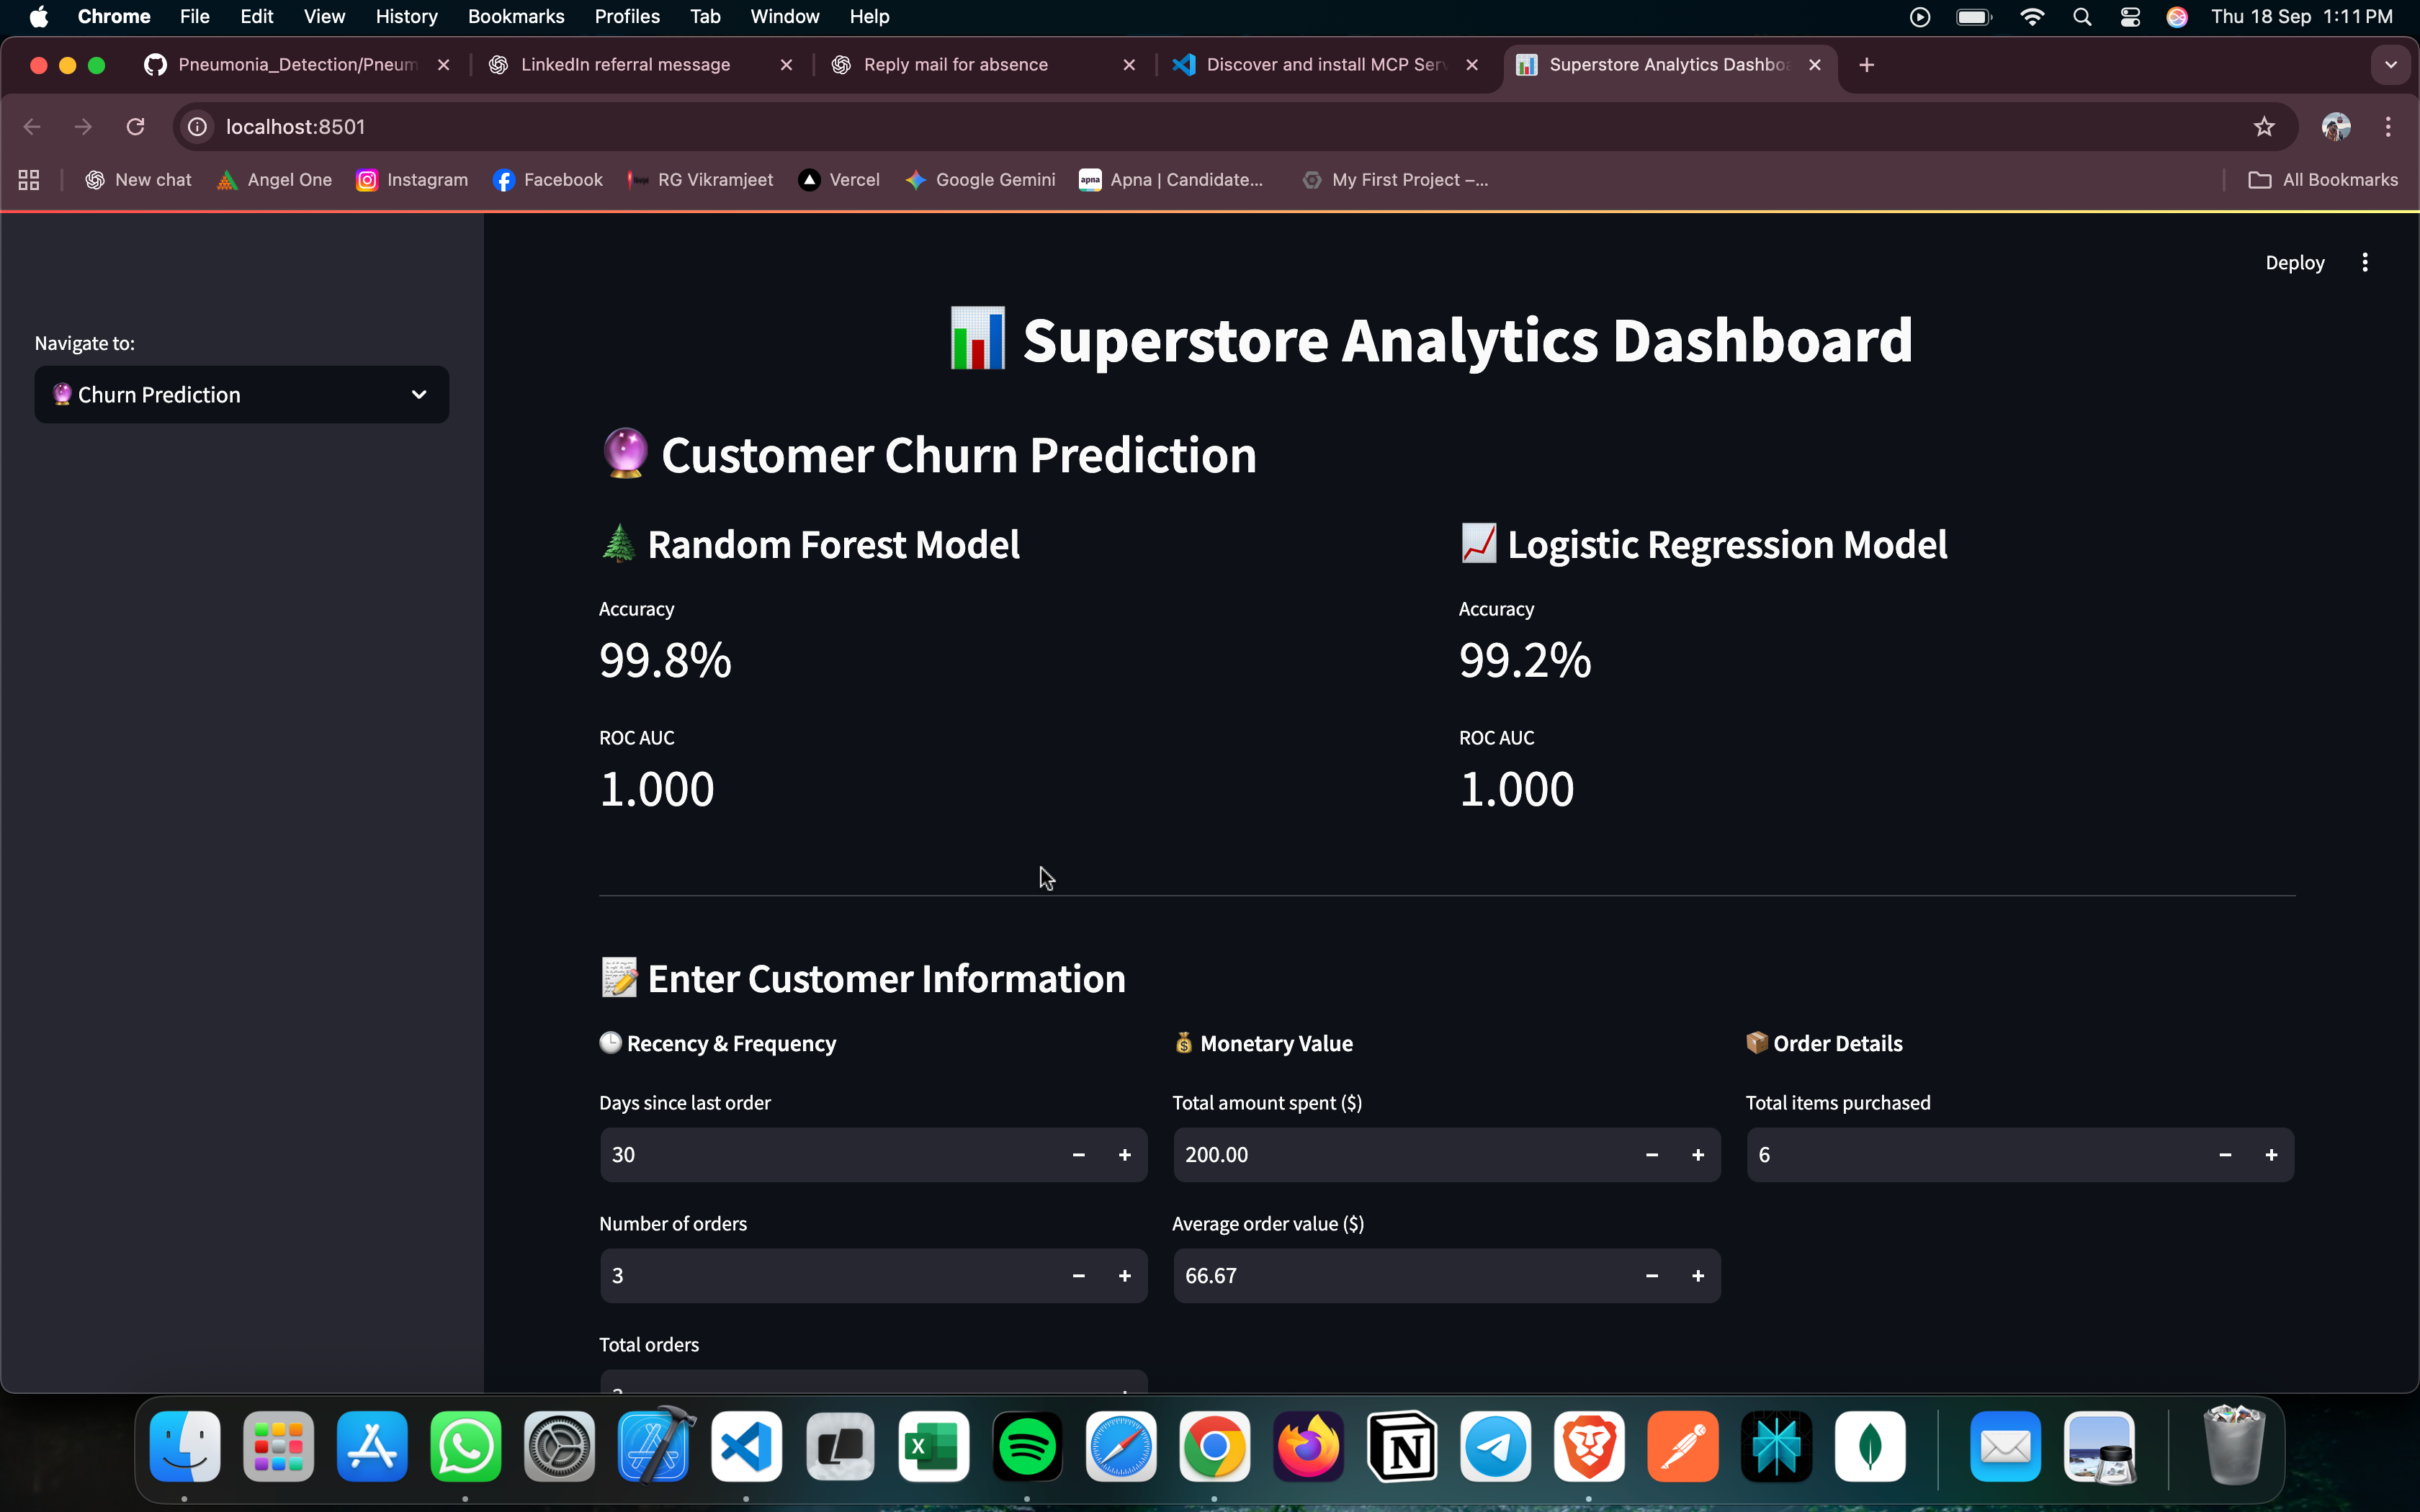 Chrome File Edit View History Bookmarks Profiles Tab Window Help Thu 18 Sep 1:11 PM
Pneumonia_Detection/Pneum LinkedIn referral message Reply mail for absence Discover and install MCP Ser Superstore Analytics Dashbo
localhost:8501
New chat Angel One Instagram Facebook RG Vikramjeet Vercel Google Gemini Apna | Candidate... My First Project –... All Bookmarks
Deploy
Navigate to:
Churn Prediction
Superstore Analytics Dashboard
Customer Churn Prediction
Random Forest Model Logistic Regression Model
Accuracy Accuracy
99.8% 99.2%
ROC AUC ROC AUC
1.000 1.000
Enter Customer Information
Recency & Frequency Monetary Value Order Details
Days since last order Total amount spent ($) Total items purchased
30 200.00 6
Number of orders Average order value ($)
3 66.67
Total orders